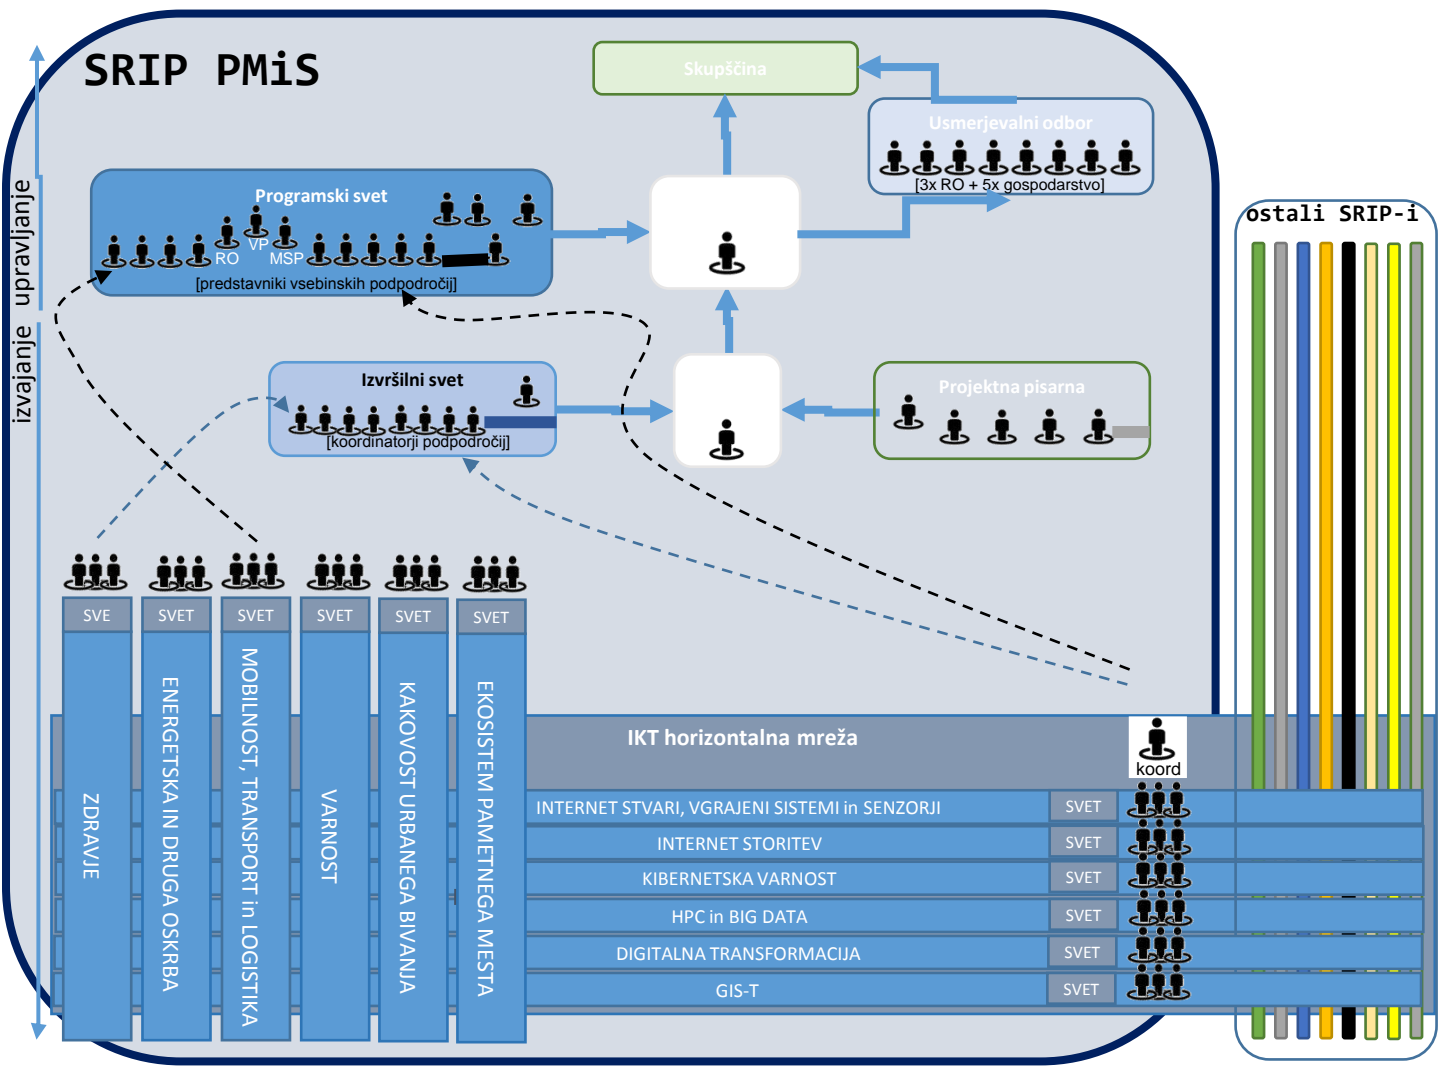 SRIP PMiS
Skupščina
Usmerjevalni odbor
[3x RO + 5x gospodarstvo]
upravljanje
izvajanje
Programski svet
RO
VP
MSP
[predstavniki vsebinskih podpodročij]
ostali SRIP-i
Izvršilni svet
[koordinatorji podpodročij]
Projektna pisarna
SVE
SVET
SVET
SVET
SVET
SVET
ZDRAVJE
ENERGETSKA IN DRUGA OSKRBA
MOBILNOST, TRANSPORT in LOGISTIKA
VARNOST
KAKOVOST URBANEGA BIVANJA
EKOSISTEM PAMETNEGA MESTA
IKT horizontalna mreža
koord
INTERNET STVARI, VGRAJENI SISTEMI in SENZORJI
SVET
INTERNET STORITEV
SVET
KIBERNETSKA VARNOST
SVET
HPC in BIG DATA
SVET
DIGITALNA TRANSFORMACIJA
SVET
GIS-T
SVET